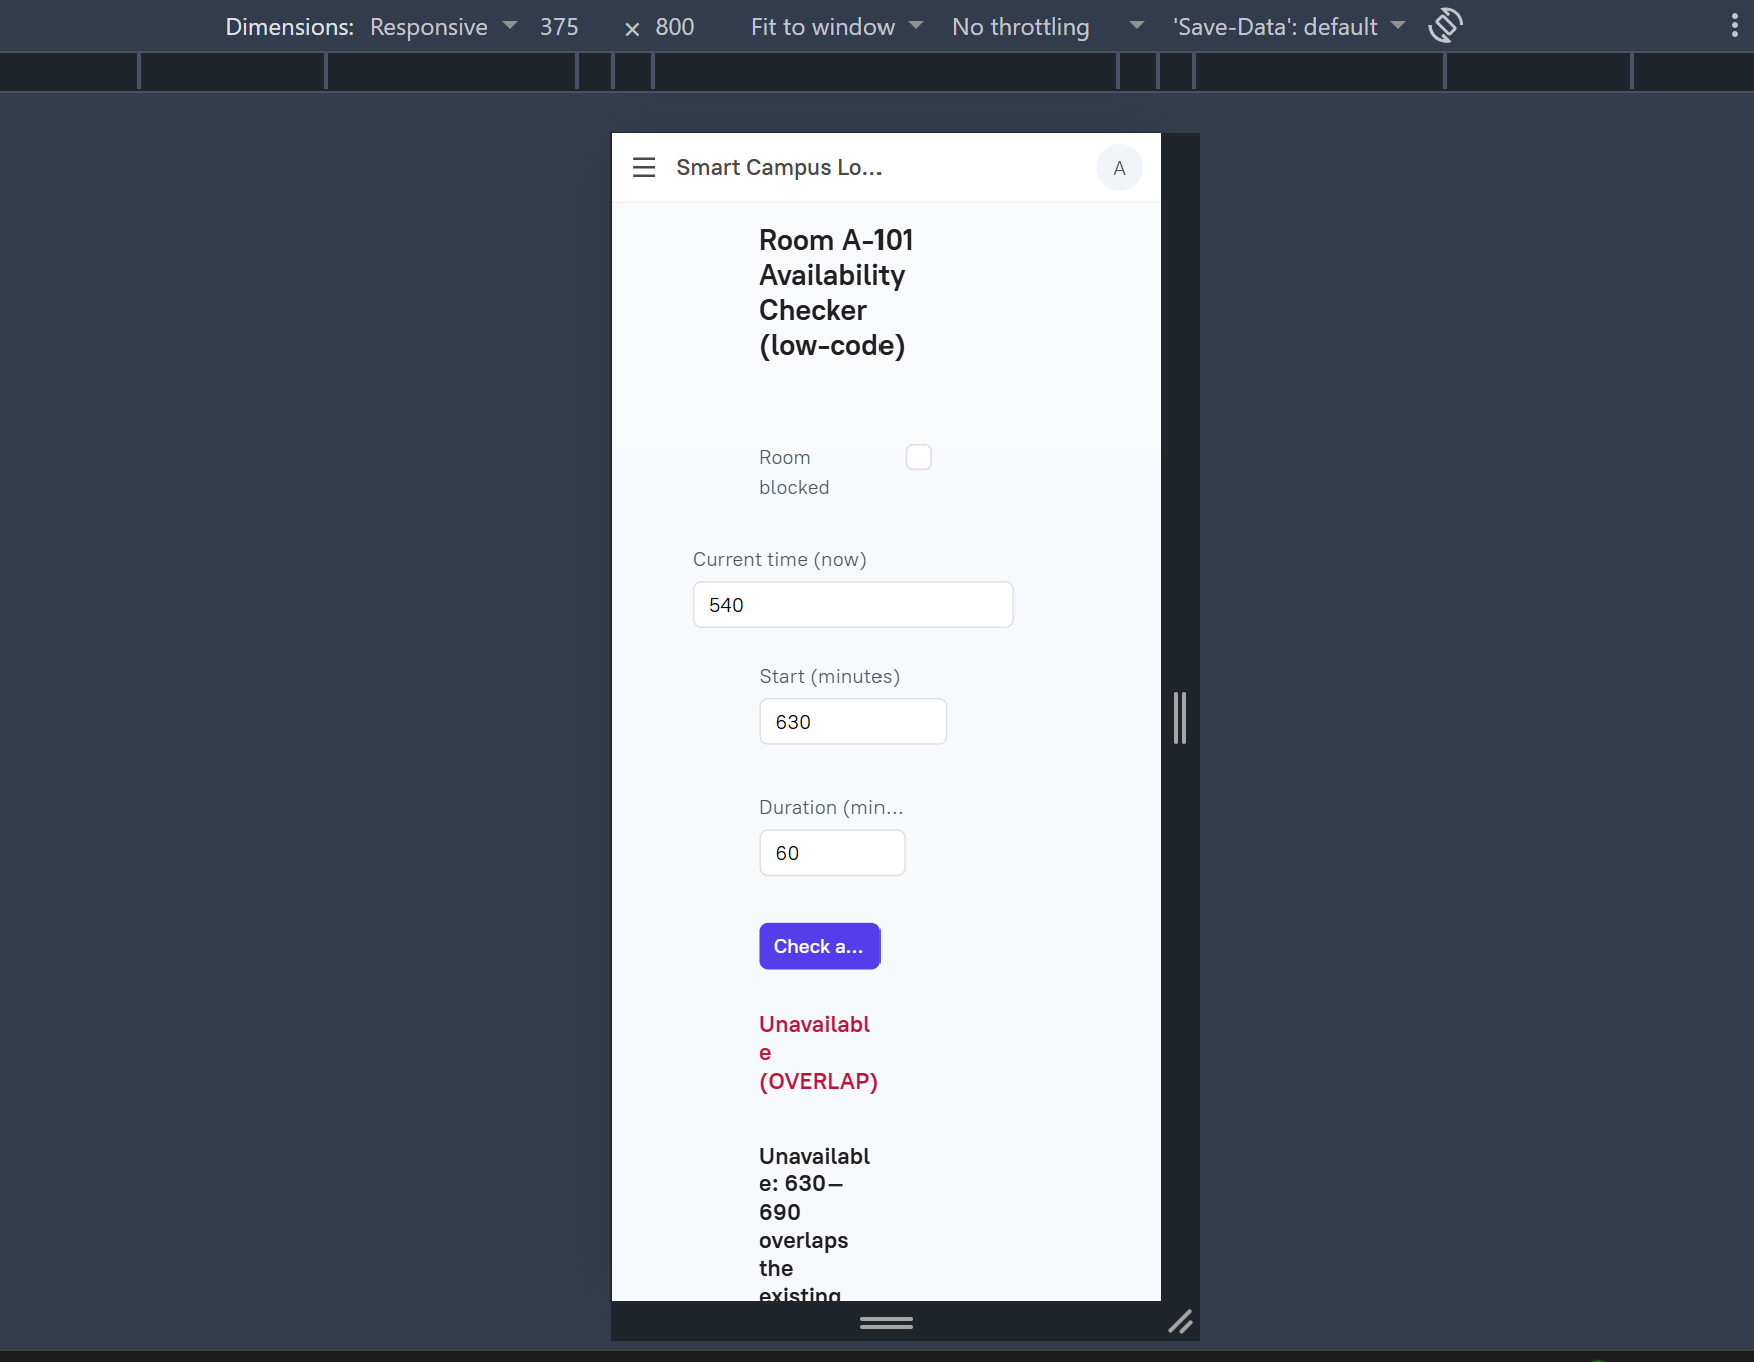 Dimensions: Responsive 375 × 800 Fit to window No throttling 'Save-Data': default
Smart Campus Lo... A
Room A-101
Availability
Checker
(low-code)
Room
blocked
Current time (now)
540
Start (minutes)
630
Duration (min...
60
Check a...
Unavailabl
e
(OVERLAP)
Unavailabl
e: 630–
690
overlaps
the
existing